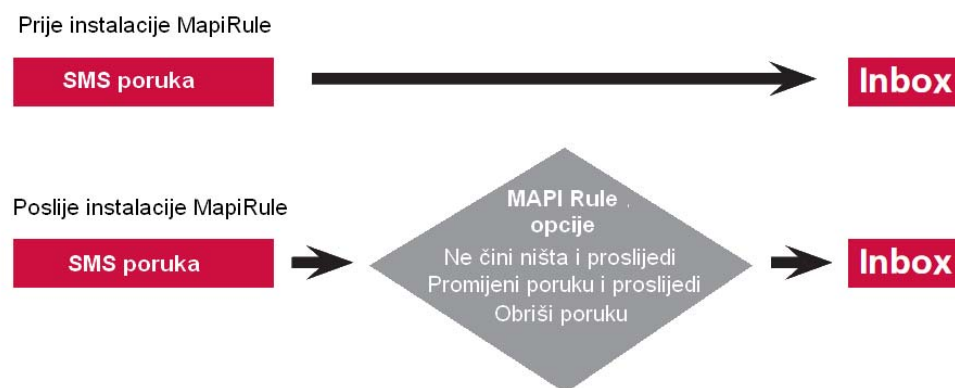 Prije instalacije MapiRule
SMS poruka
Inbox
Poslije instalacije MapiRule
SMS poruka
MAPI Rule .
opcije
Ne čini ništa i proslijedi
Promijeni poruku i proslijedi
Obriši poruku
Inbox